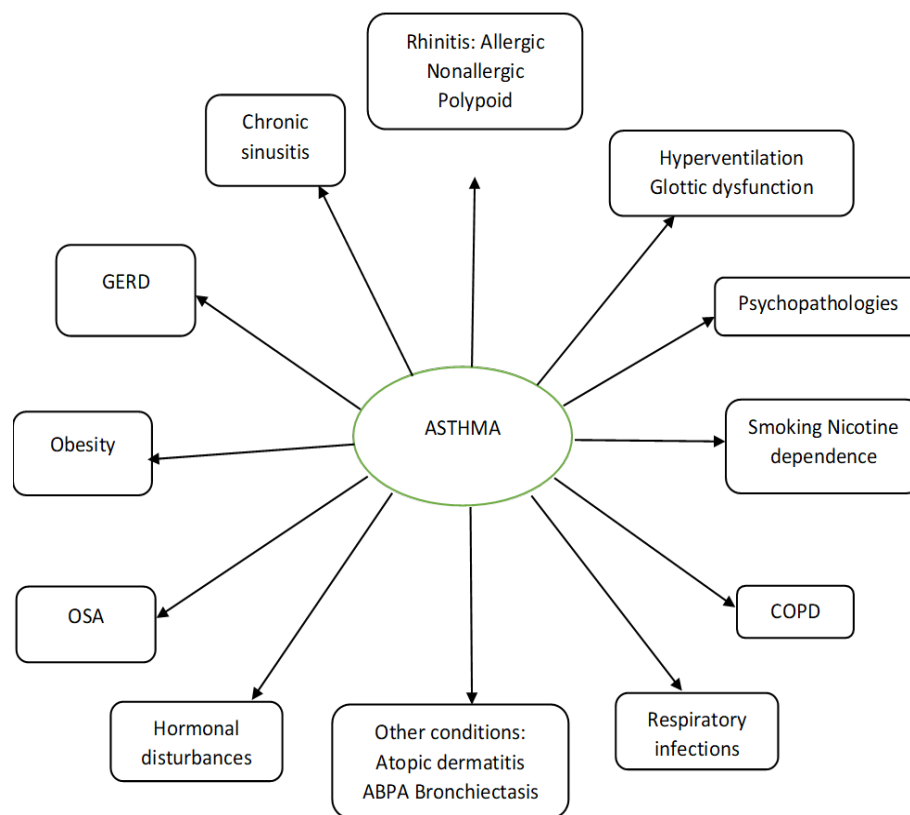 Rhinitis: Allergic
Nonallergic
Polypoid
Chronic
sinusitis
Hyperventilation
Glottic dysfunction
GERD
Psychopathologies
ASTHMA
Smoking Nicotine
dependence
Obesity
OSA
COPD
Hormonal
disturbances
Other conditions:
Atopic dermatitis
ABPA Bronchiectasis
Respiratory
infections